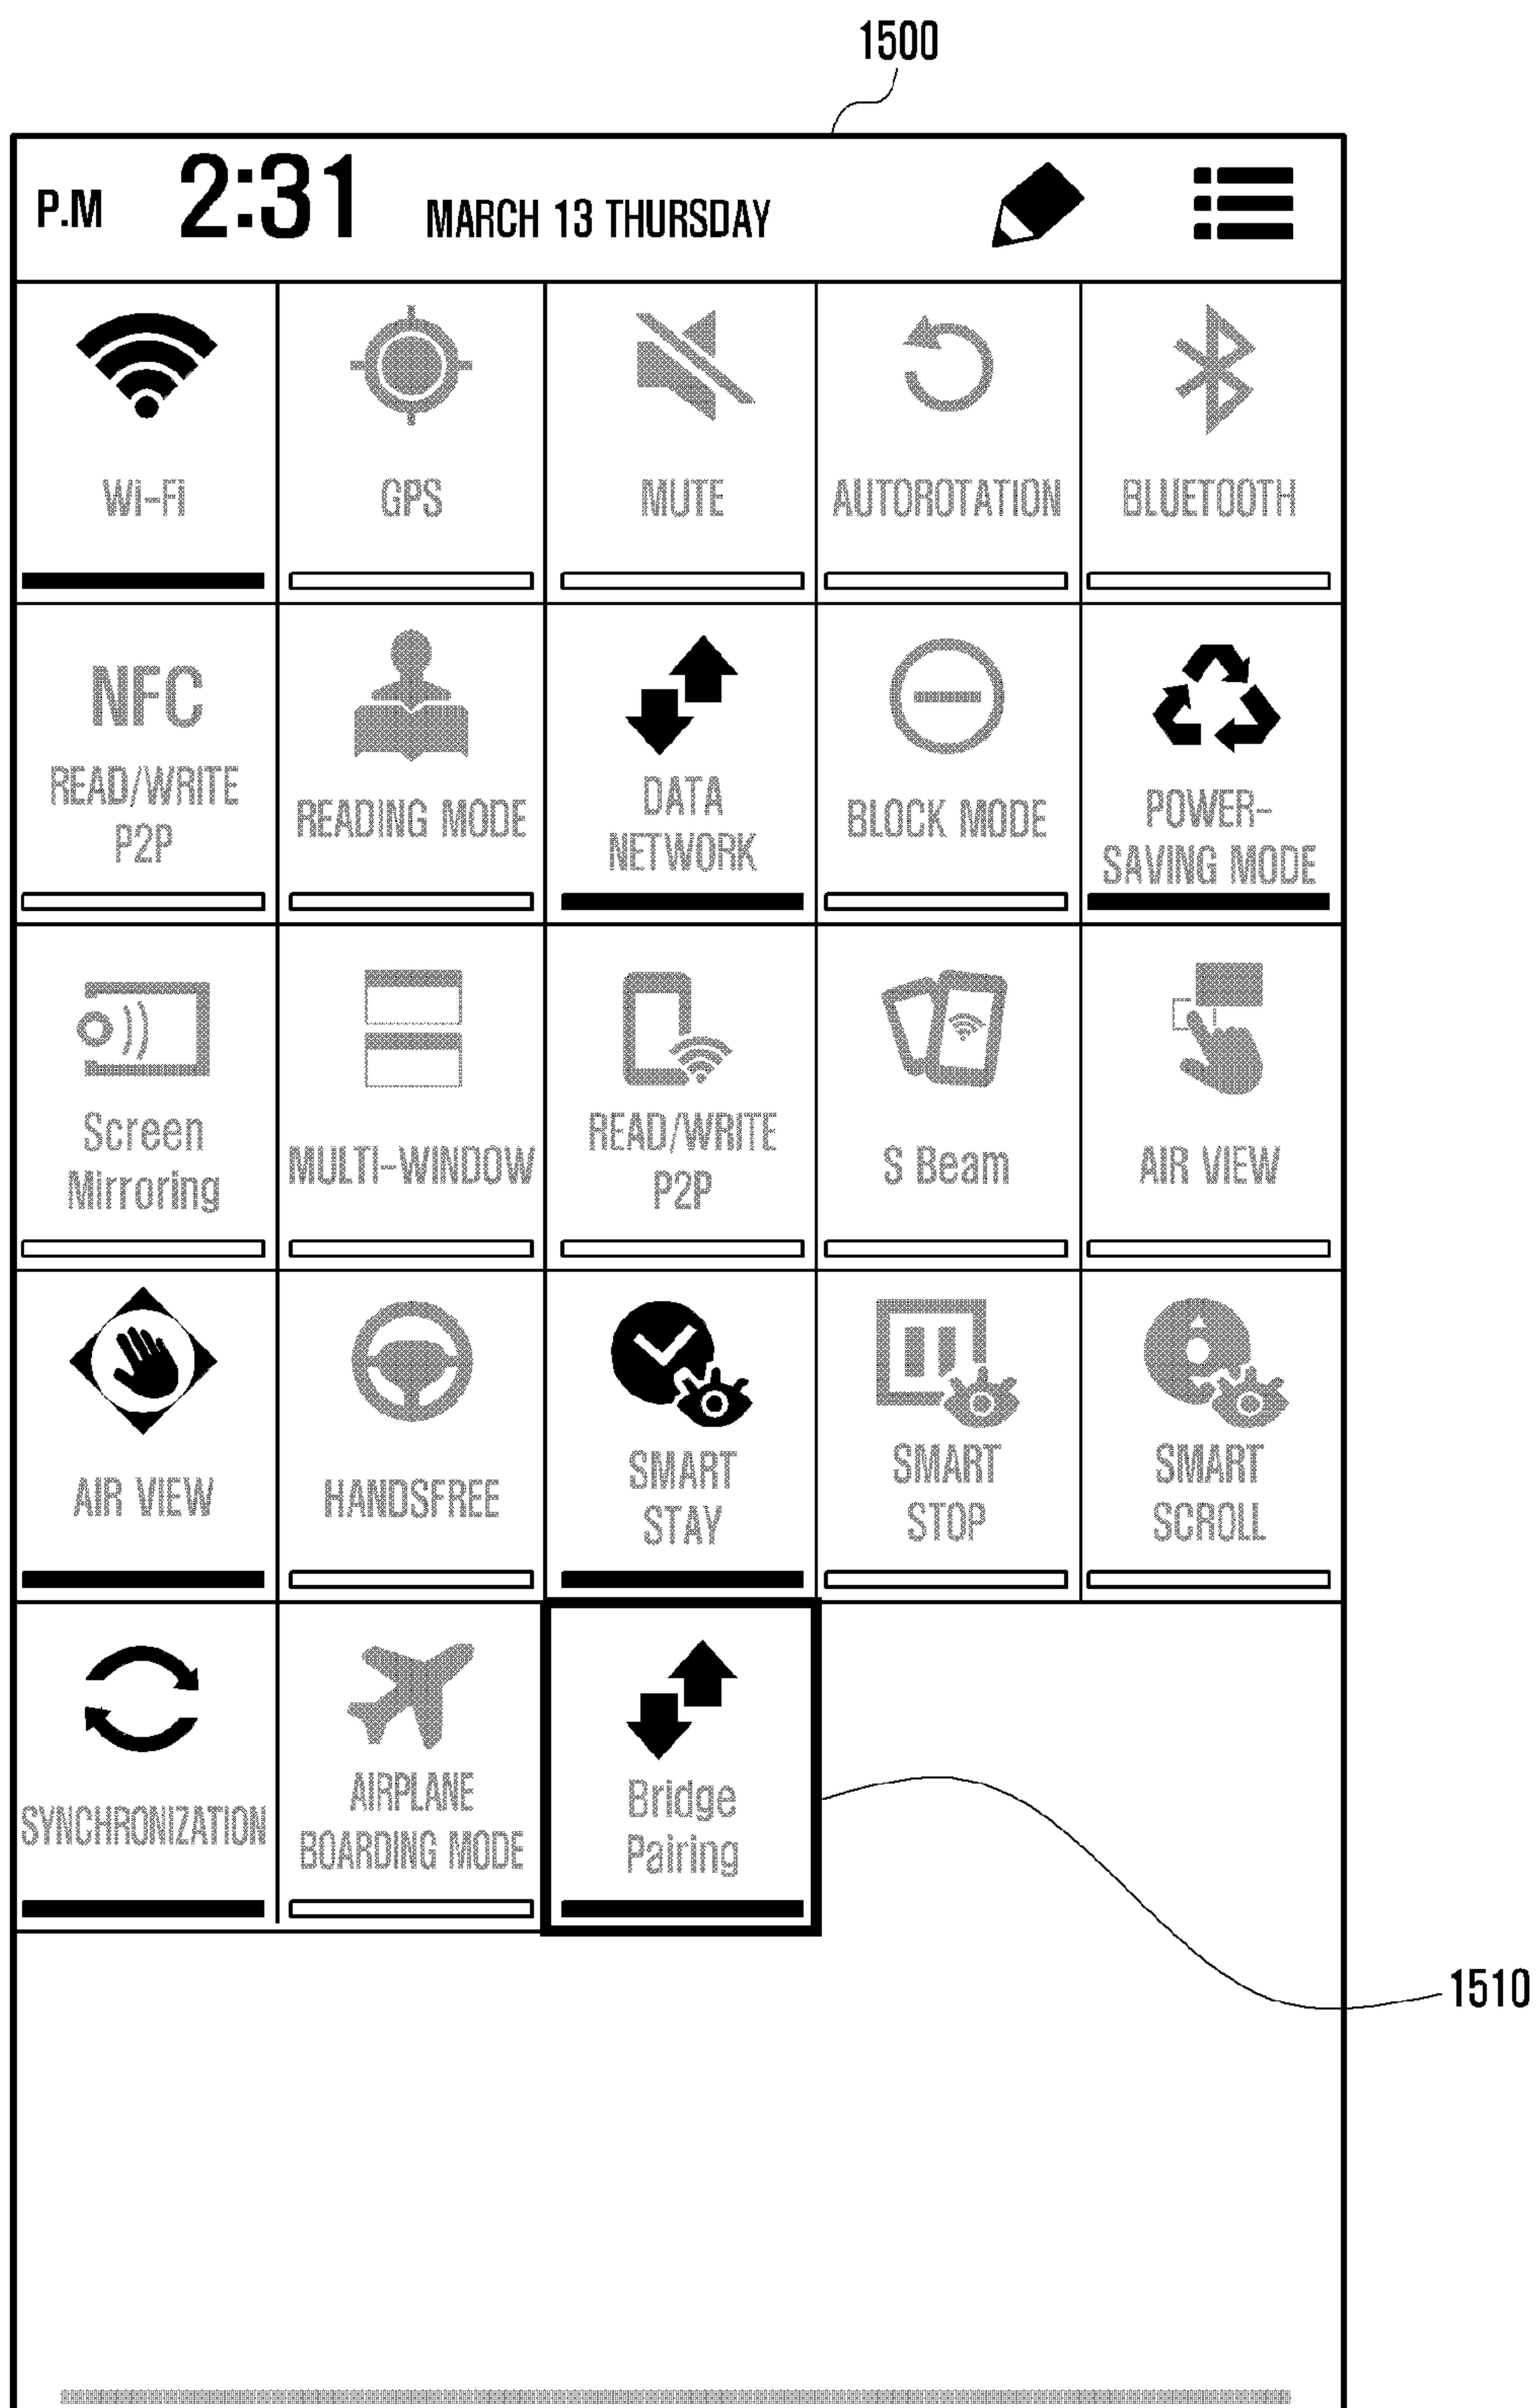 1500
P.M 2:31 MARCH 13 THURSDAY
Wi-Fi GPS MUTE AUTOROTATION BLUETOOTH
NFC
READ/WRITE
P2P
READING MODE
DATA
NETWORK
BLOCK MODE
POWER-
SAVING MODE
Screen
Mirroring
MULTI-WINDOW
READ/WRITE
P2P
S Beam
AIR VIEW
AIR VIEW
HANDSFREE
SMART
STAY
SMART
STOP
SMART
SCROLL
SYNCHRONIZATION
AIRPLANE
BOARDING MODE
Bridge
Pairing
1510